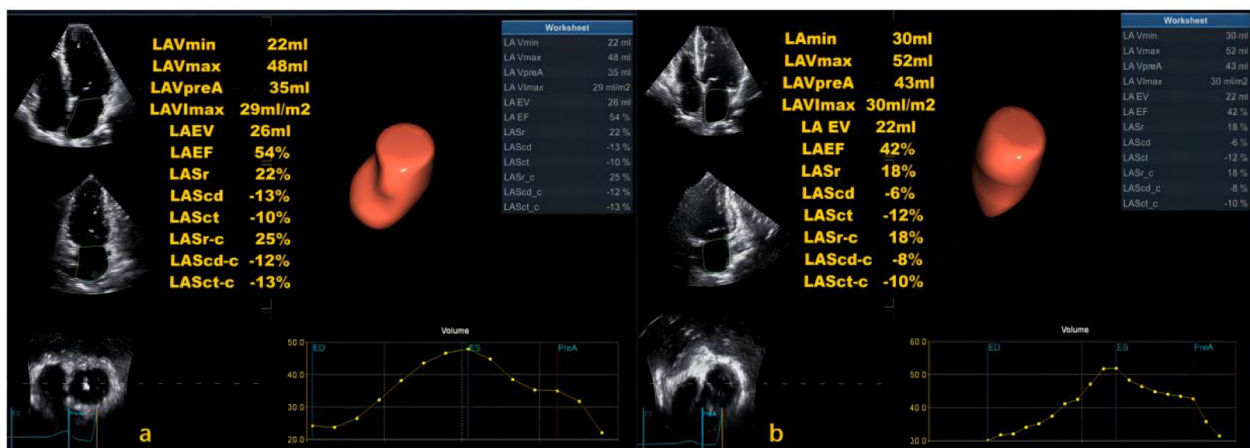 LAVmin 22ml
LAVmax 48ml
LAVpreA 35ml
LAVImax 29ml/m2
LAEV 26ml
LAEF 54%
LASr 22%
LAScd -13%
LASct -10%
LASr-c 25%
LAScd-c -12%
LASct-c -13%
Worksheet
LA Vmin 22 ml
LA Vmax 48 ml
LA VpreA 35 ml
LA VImax 29 ml/m2
LA EV 26 ml
LA EF 54 %
LASr 22 %
LAScd -13 %
LASct -10 %
LASr_c 25 %
LAScd_c -12 %
LASct_c -13 %
Volume
ED ES PreA
50.0
40.0
30.0
20.0
ES
a
LAmin 30ml
LAVmax 52ml
LAVpreA 43ml
LAVImax 30ml/m2
LA EV 22ml
LAEF 42%
LASr 18%
LAScd -6%
LASct -12%
LASr-c 18%
LAScd-c -8%
LASct-c -10%
Worksheet
LA Vmin 30 ml
LA Vmax 52 ml
LA VpreA 43 ml
LA VImax 30 ml/m2
LA EV 22 ml
LA EF 42 %
LASr 18 %
LAScd -6 %
LASct -12 %
LASr_c 18 %
LAScd_c -8 %
LASct_c -10 %
Volume
ED ES PreA
60.0
50.0
40.0
30.0
ES
b